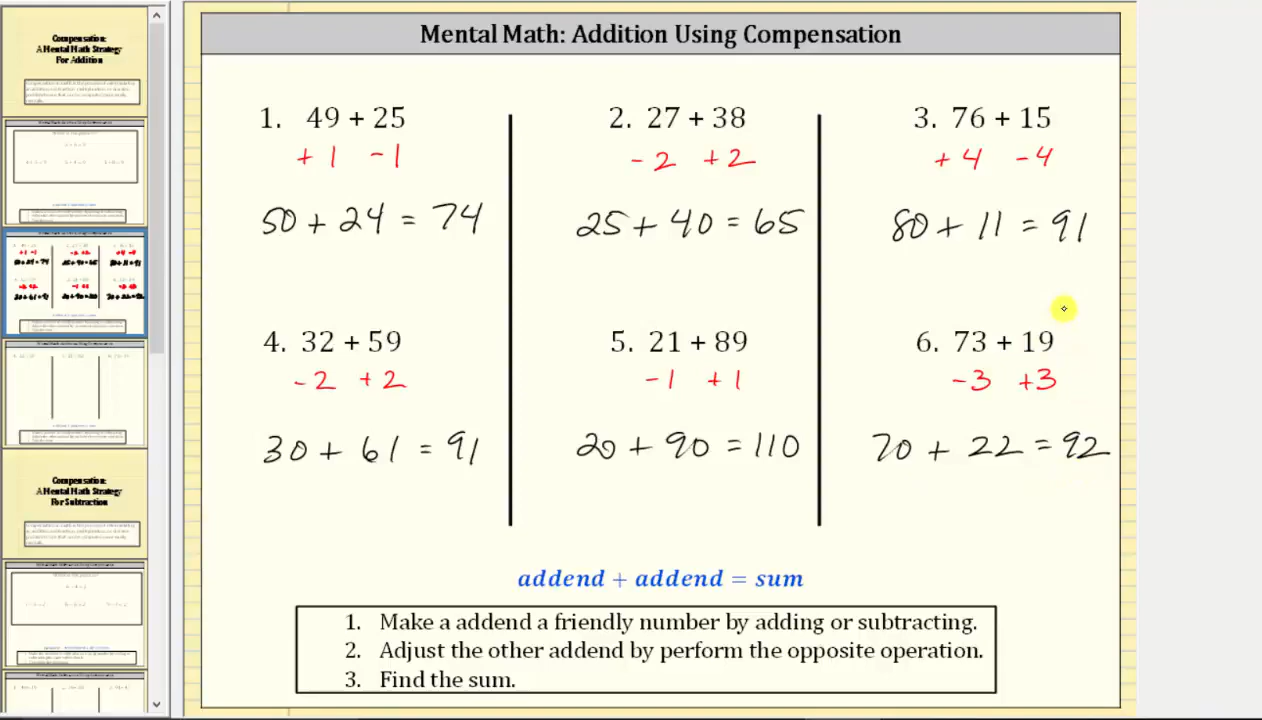 Compensation:
A Mental Math Strategy
For Addition
Mental Math: Addition Using Compensation
1. 49 + 25
+1 -1
50 + 24 = 74
2. 27 + 38
-2 +2
25 + 40 = 65
3. 76 + 15
+4 -4
80 + 11 = 91
4. 32 + 59
-2 +2
30 + 61 = 91
5. 21 + 89
-1 +1
20 + 90 = 110
6. 73 + 19
-3 +3
70 + 22 = 92
addend + addend = sum
1. Make a addend a friendly number by adding or subtracting.
2. Adjust the other addend by perform the opposite operation.
3. Find the sum.
Compensation:
A Mental Math Strategy
For Subtraction